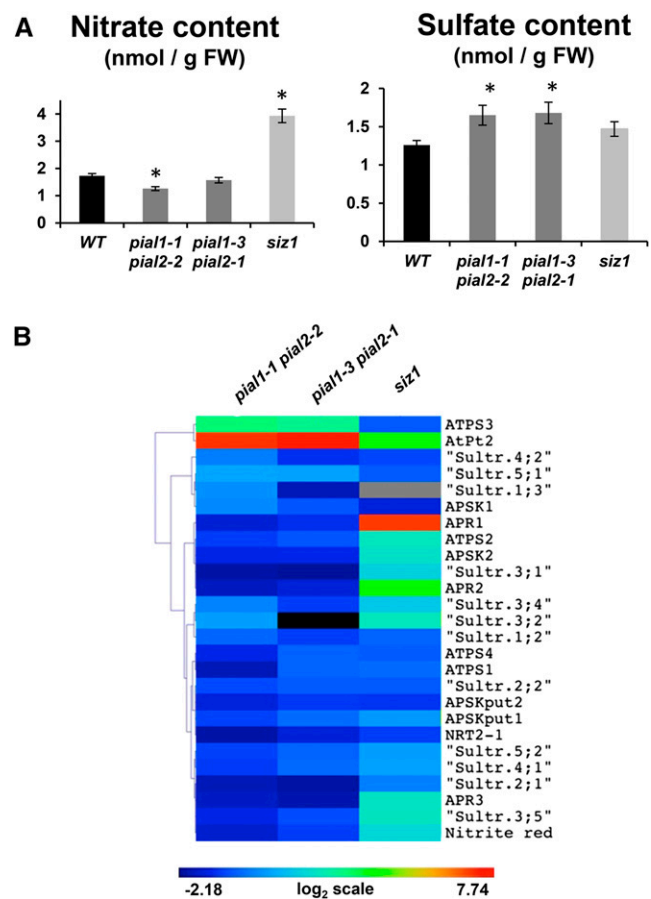 A
Nitrate content
(nmol / g FW)
Sulfate content
(nmol / g FW)
4
3
2
1
0
*
*
WT
pial1-1
pial2-2
pial1-3
pial2-1
siz1
2
1.5
1
0.5
0
*
*
WT
pial1-1
pial2-2
pial1-3
pial2-1
siz1
B
pial1-1 pial2-2
pial1-3 pial2-1
siz1
ATPS3
AtPt2
"Sultr.4;2"
"Sultr.5;1"
"Sultr.1;3"
APSK1
APR1
ATPS2
APSK2
"Sultr.3;1"
APR2
"Sultr.3;4"
"Sultr.3;2"
"Sultr.1;2"
ATPS4
ATPS1
"Sultr.2;2"
APSKput2
APSKput1
NRT2-1
"Sultr.5;2"
"Sultr.4;1"
"Sultr.2;1"
APR3
"Sultr.3;5"
Nitrite red
-2.18 log2 scale 7.74